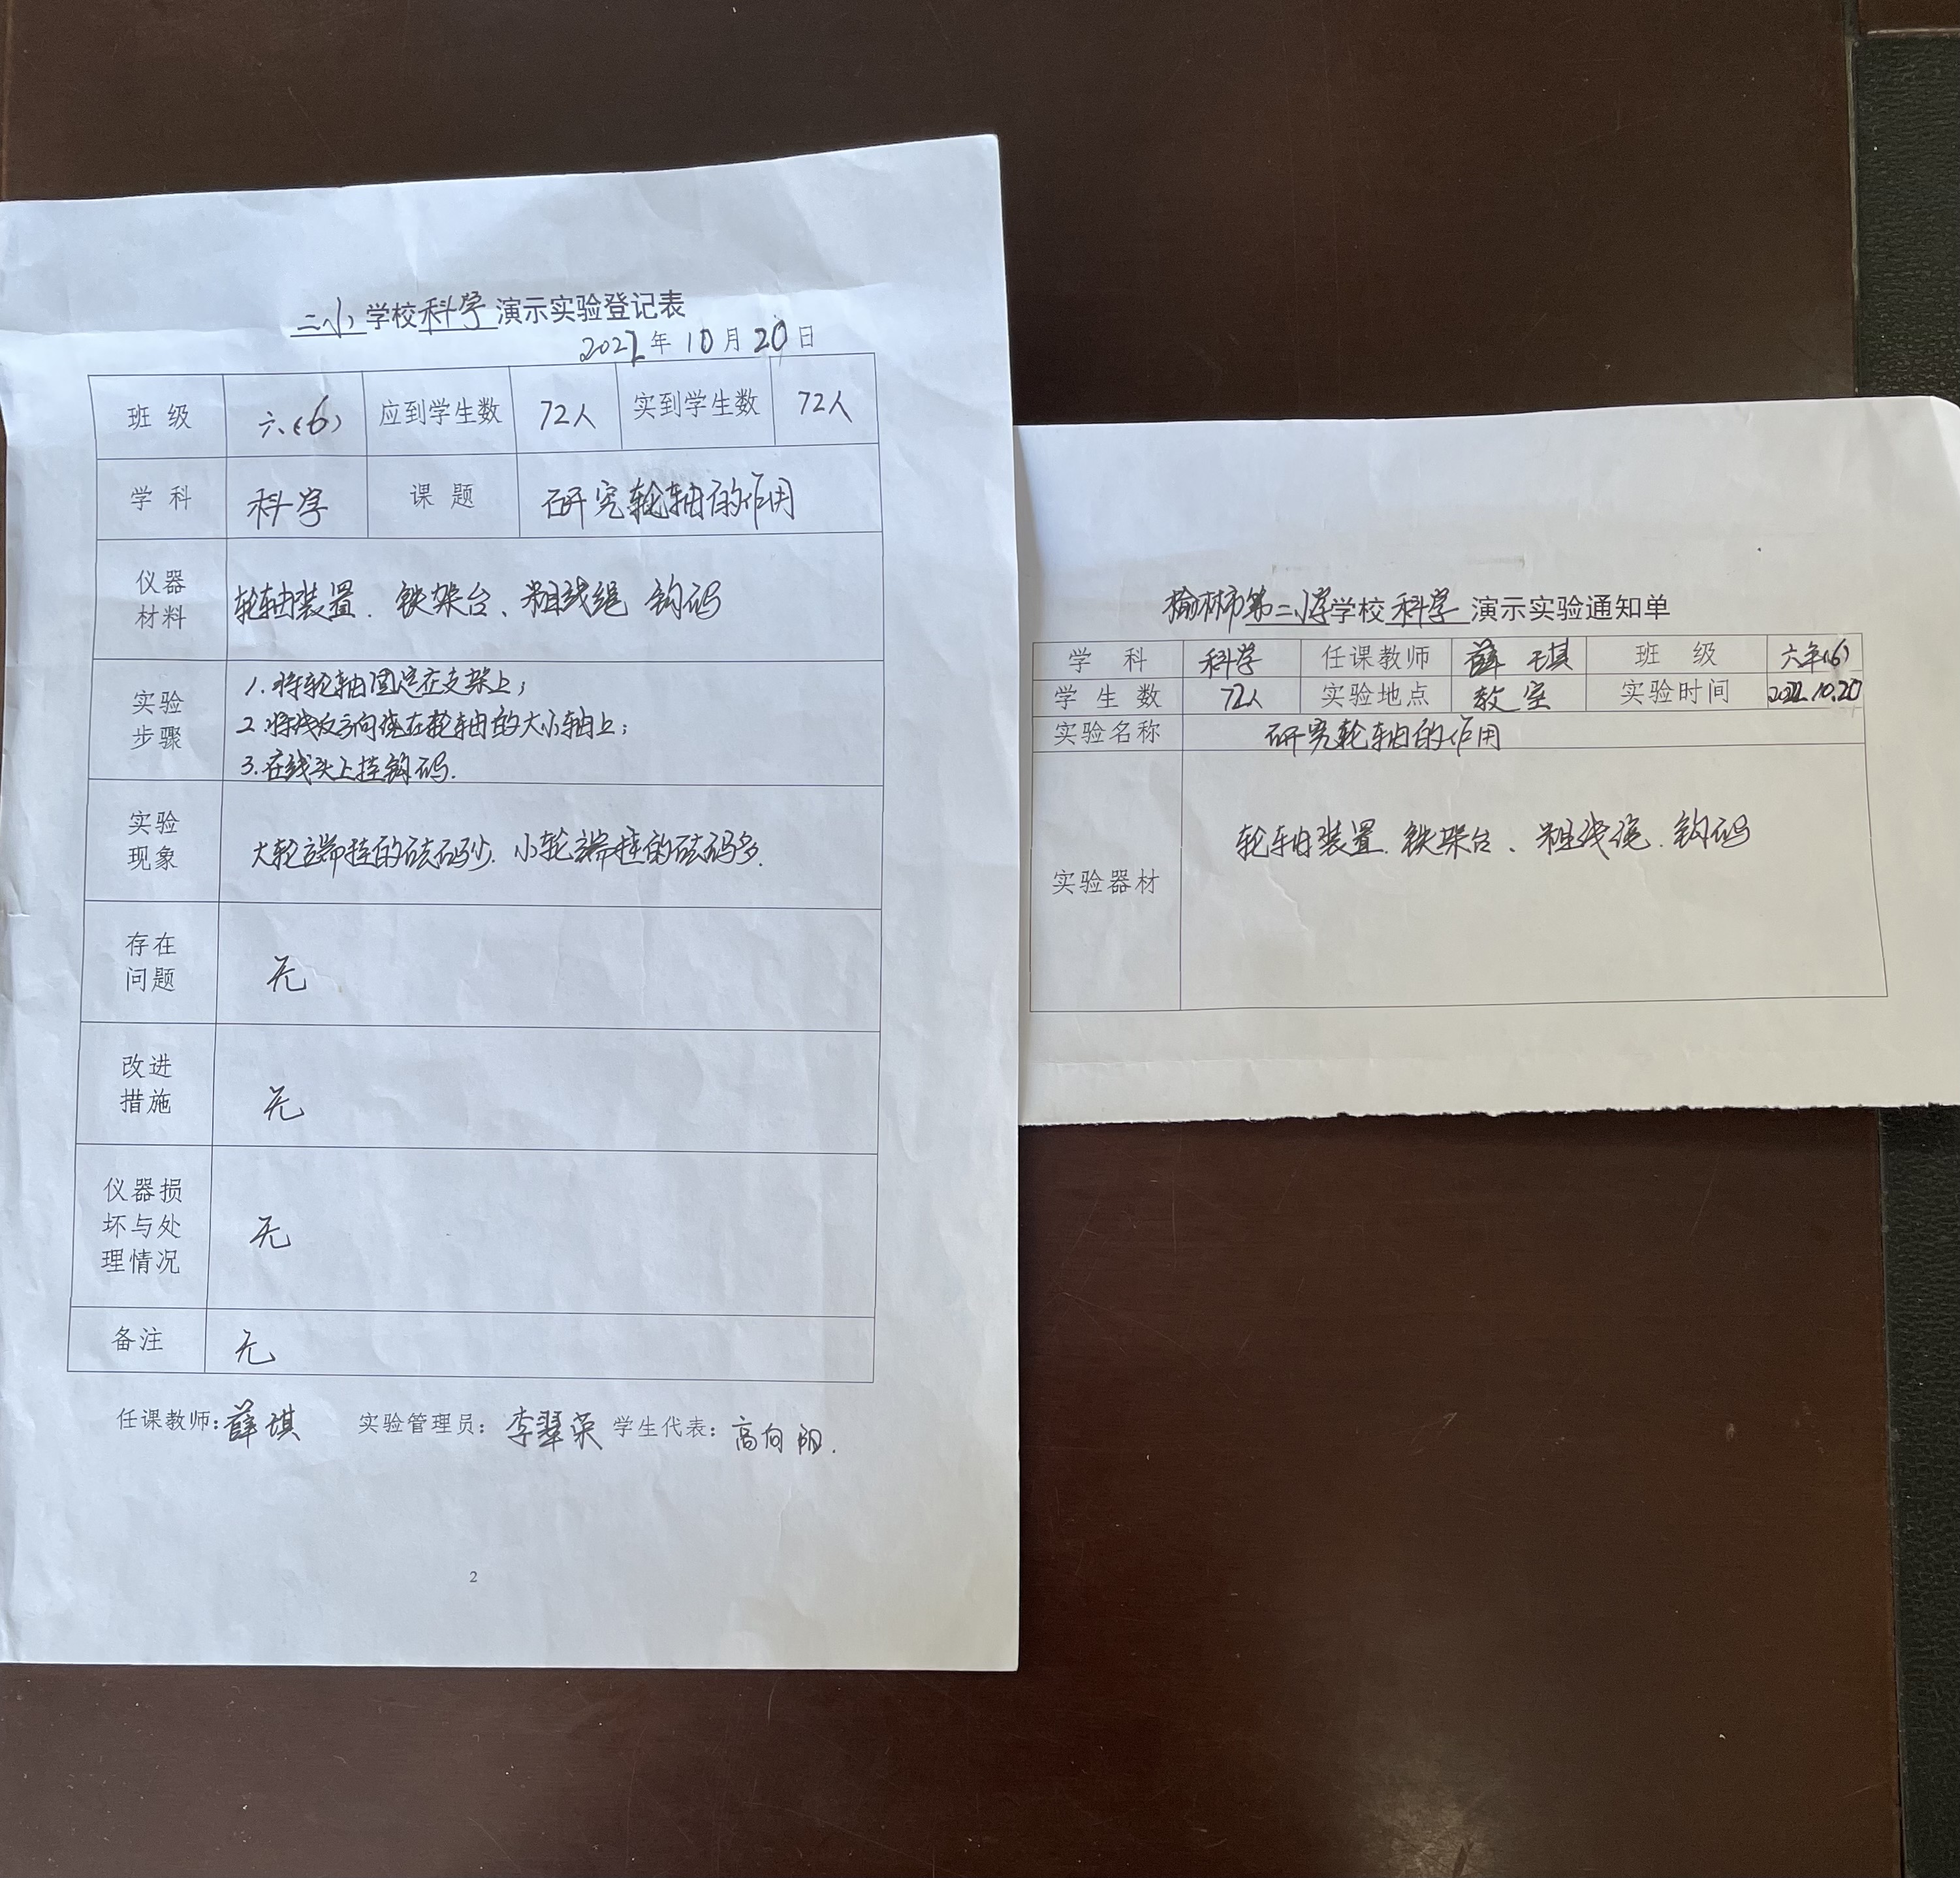 二小学校科学演示实验登记表
2022年10月20日
班级 六(6) 应到学生数 72人 实到学生数 72人
学科 科学 课题 研究轮轴的作用
仪器材料 轮轴装置、铁架台、粗线绳 钩码
实验步骤 1.将轮轴固定在支架上;
2.将线反方向绕在轮轴的大小轴上;
3.在线头上挂钩码.
实验现象 大轮端挂的砝码少.小轮端挂的砝码多.
存在问题 无
改进措施 无
仪器损坏与处理情况 无
备注 无
任课教师:薛琪 实验管理员:李翠荣 学生代表:高向阳.
2
榆林市第二小学学校科学演示实验通知单
学科 科学 任课教师 薛琪 班级 六年(6)
学生数 72人 实验地点 教室 实验时间 2022.10.20
实验名称 研究轮轴的作用
实验器材 轮轴装置.铁架台、粗线绳.钩码